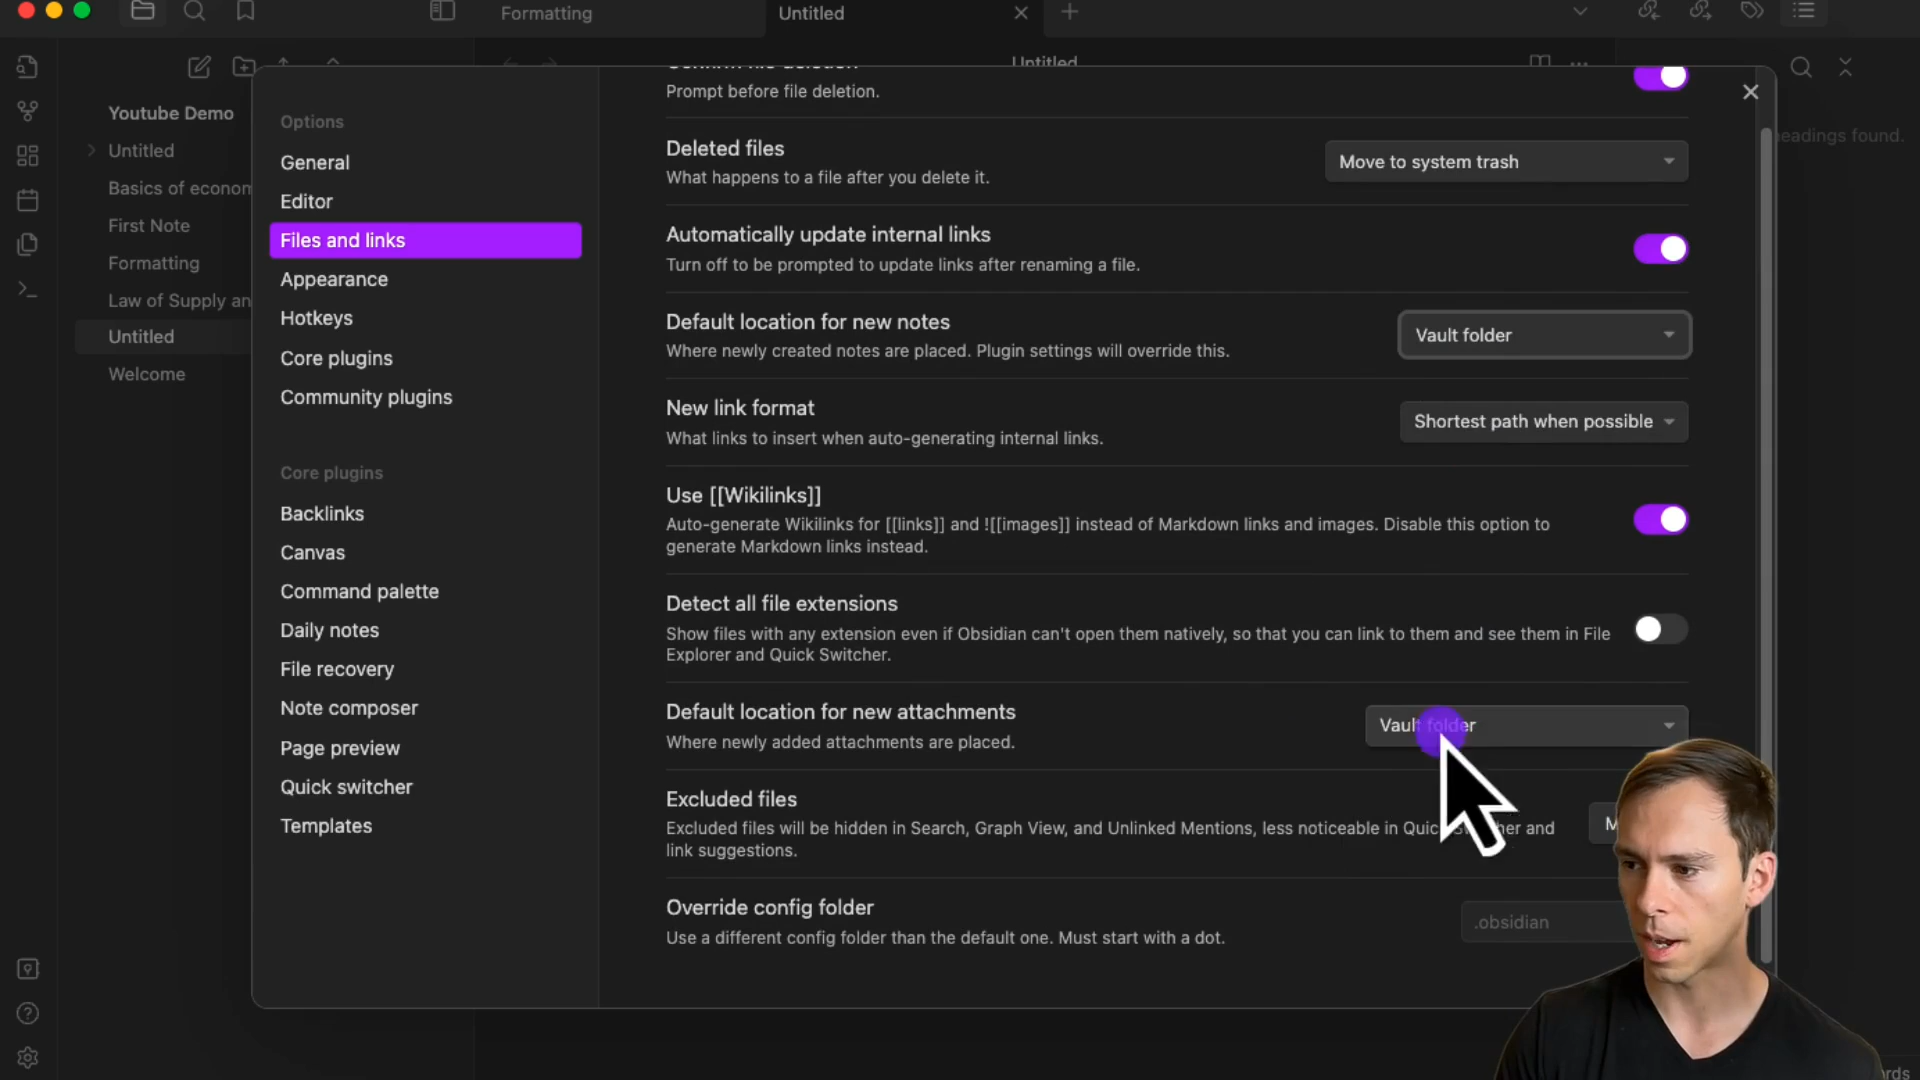 Formatting
Untitled
Untitled
Youtube Demo
Untitled
Basics of econom
First Note
Formatting
Law of Supply an
Untitled
Welcome
Options
General
Editor
Files and links
Appearance
Hotkeys
Core plugins
Community plugins
Core plugins
Backlinks
Canvas
Command palette
Daily notes
File recovery
Note composer
Page preview
Quick switcher
Templates
Confirm file deletion
Prompt before file deletion.
Deleted files
What happens to a file after you delete it.
Move to system trash
Automatically update internal links
Turn off to be prompted to update links after renaming a file.
Default location for new notes
Where newly created notes are placed. Plugin settings will override this.
Vault folder
New link format
What links to insert when auto-generating internal links.
Shortest path when possible
Use [[Wikilinks]]
Auto-generate Wikilinks for [[links]] and ![[images]] instead of Markdown links and images. Disable this option to
generate Markdown links instead.
Detect all file extensions
Show files with any extension even if Obsidian can't open them natively, so that you can link to them and see them in File
Explorer and Quick Switcher.
Default location for new attachments
Where newly added attachments are placed.
Vault folder
Excluded files
Excluded files will be hidden in Search, Graph View, and Unlinked Mentions, less noticeable in Quick Switcher and
link suggestions.
Override config folder
Use a different config folder than the default one. Must start with a dot.
.obsidian
headings found.